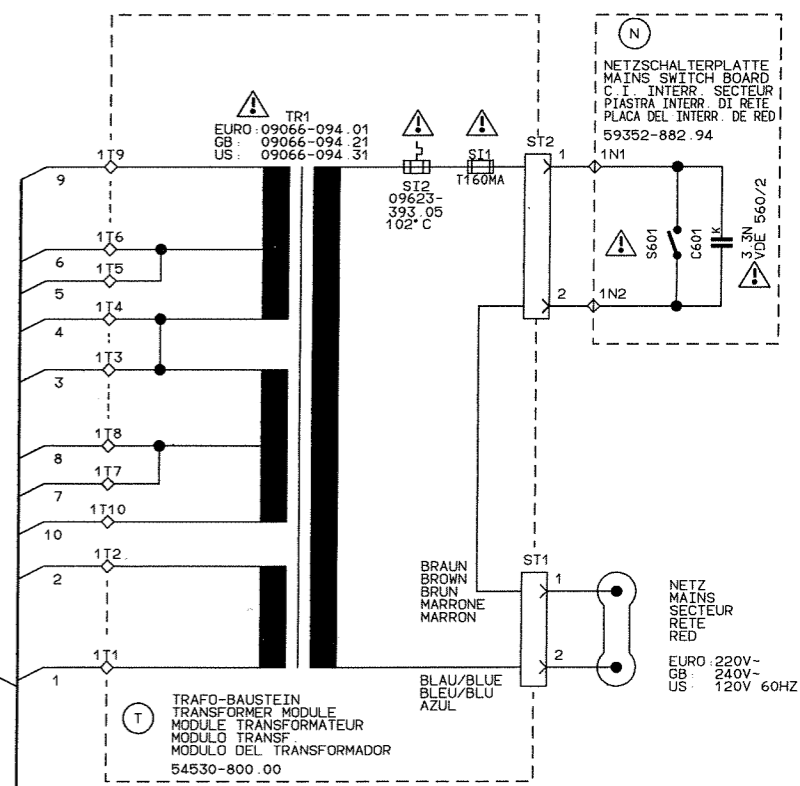 N
NETZSCHALTERPLATTE
MAINS SWITCH BOARD
C.I. INTERR. SECTEUR
PIASTRA INTERR. DI RETE
PLACA DEL INTERR. DE RED
59352-882.94
TR1
EURO: 09066-094.01
GB: 09066-094.21
US: 09066-094.31
SI2
09623-
393.05
102°C
SI1
T160MA
ST2
1
1N1
2
1N2
S601
C601
K
3.3N
VDE 560/2
1T9
9
1T6
6
1T5
5
1T4
4
1T3
3
1T8
8
1T7
7
1T10
10
1T2
2
1T1
1
BRAUN
BROWN
BRUN
MARRONE
MARRON
ST1
1
2
BLAU/BLUE
BLEU/BLU
AZUL
NETZ
MAINS
SECTEUR
RETE
RED
EURO: 220V~
GB: 240V~
US: 120V 60HZ
T
TRAFO-BAUSTEIN
TRANSFORMER MODULE
MODULE TRANSFORMATEUR
MODULO TRANSF.
MODULO DEL TRANSFORMADOR
54530-800.00